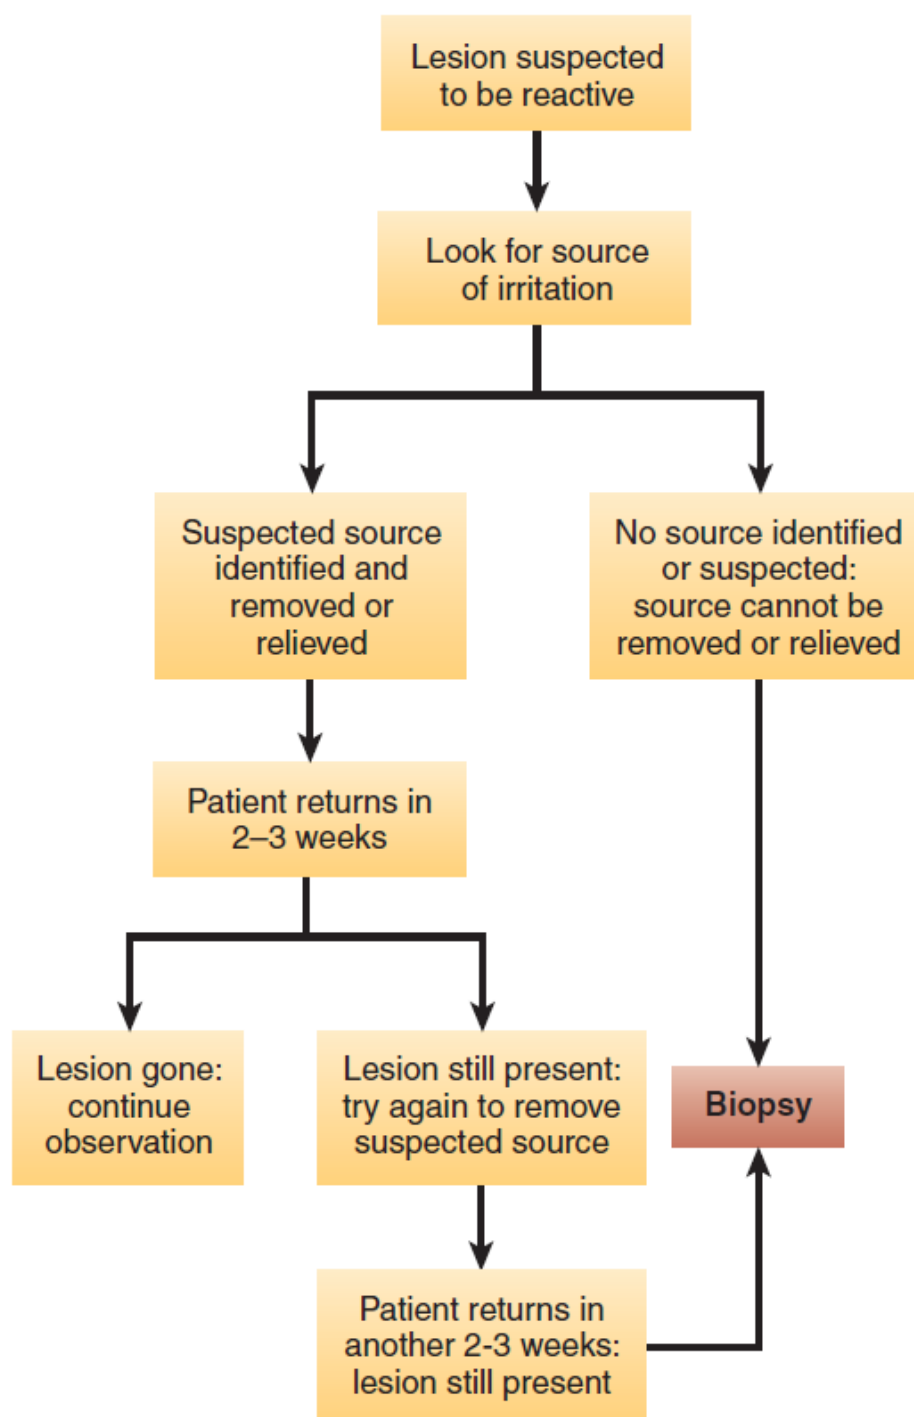 Lesion suspected
to be reactive
Look for source
of irritation
Suspected source
identified and
removed or
relieved
No source identified
or suspected:
source cannot be
removed or relieved
Patient returns in
2–3 weeks
Lesion gone:
continue
observation
Lesion still present:
try again to remove
suspected source
Biopsy
Patient returns in
another 2-3 weeks:
lesion still present